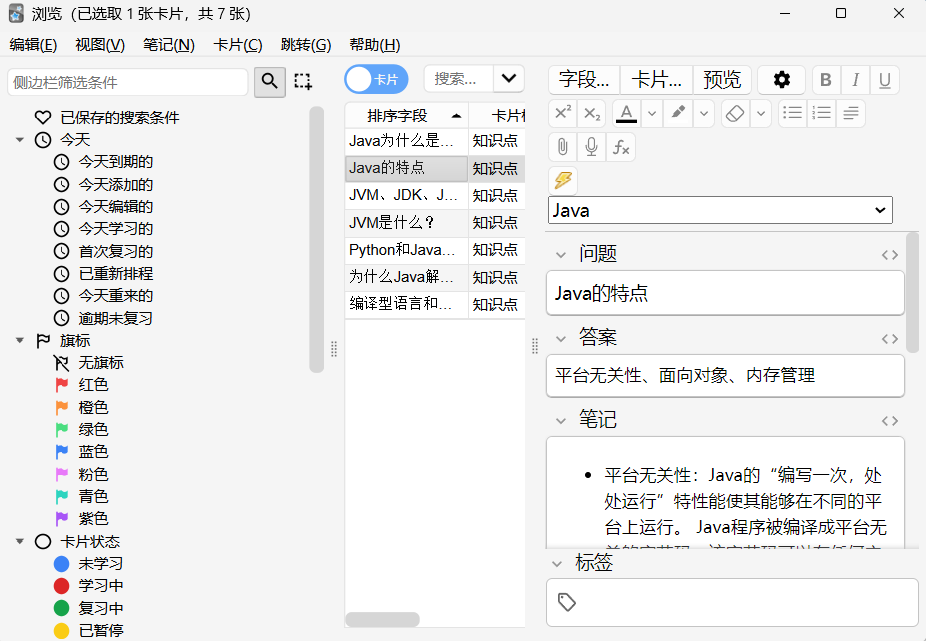 浏览（已选取 1 张卡片，共 7 张）
编辑(E) 视图(V) 笔记(N) 卡片(C) 跳转(G) 帮助(H)
侧边栏筛选条件
已保存的搜索条件
今天
今天到期的
今天添加的
今天编辑的
今天学习的
首次复习的
已重新排程
今天重来的
逾期未复习
旗标
无旗标
红色
橙色
绿色
蓝色
粉色
青色
紫色
卡片状态
未学习
学习中
复习中
已暂停
卡片 搜索...
排序字段 卡片
Java为什么是... 知识点
Java的特点 知识点
JVM、JDK、J... 知识点
JVM是什么？ 知识点
Python和Java... 知识点
为什么Java解... 知识点
编译型语言和... 知识点
字段... 卡片... 预览 B I U
x² x₂ A
fx
Java
问题 <>
Java的特点
答案 <>
平台无关性、面向对象、内存管理
笔记 <>
• 平台无关性：Java的“编写一次，处
处运行”特性能使其能够在不同的平
台上运行。 Java程序被编译成平台无
标签